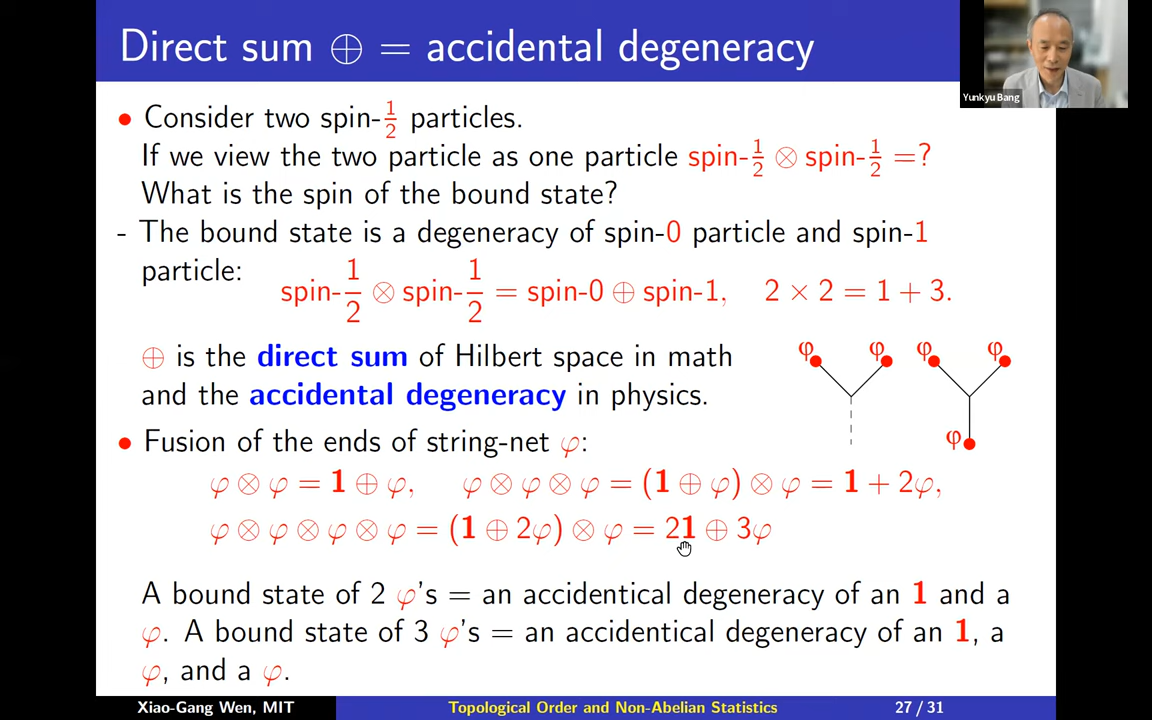 Direct sum ⊕ = accidental degeneracy
Yunkyu Bang
• Consider two spin-1/2 particles.
If we view the two particle as one particle spin-1/2 ⊗ spin-1/2 =?
What is the spin of the bound state?
- The bound state is a degeneracy of spin-0 particle and spin-1
particle:
spin-1/2 ⊗ spin-1/2 = spin-0 ⊕ spin-1, 2 × 2 = 1 + 3.
⊕ is the direct sum of Hilbert space in math
and the accidental degeneracy in physics.
φ φ φ φ
φ
• Fusion of the ends of string-net φ:
φ ⊗ φ = 1 ⊕ φ, φ ⊗ φ ⊗ φ = (1 ⊕ φ) ⊗ φ = 1 + 2φ,
φ ⊗ φ ⊗ φ ⊗ φ = (1 ⊕ 2φ) ⊗ φ = 21 ⊕ 3φ
A bound state of 2 φ's = an accidentical degeneracy of an 1 and a
φ. A bound state of 3 φ's = an accidentical degeneracy of an 1, a
φ, and a φ.
Xiao-Gang Wen, MIT
Topological Order and Non-Abelian Statistics
27 / 31